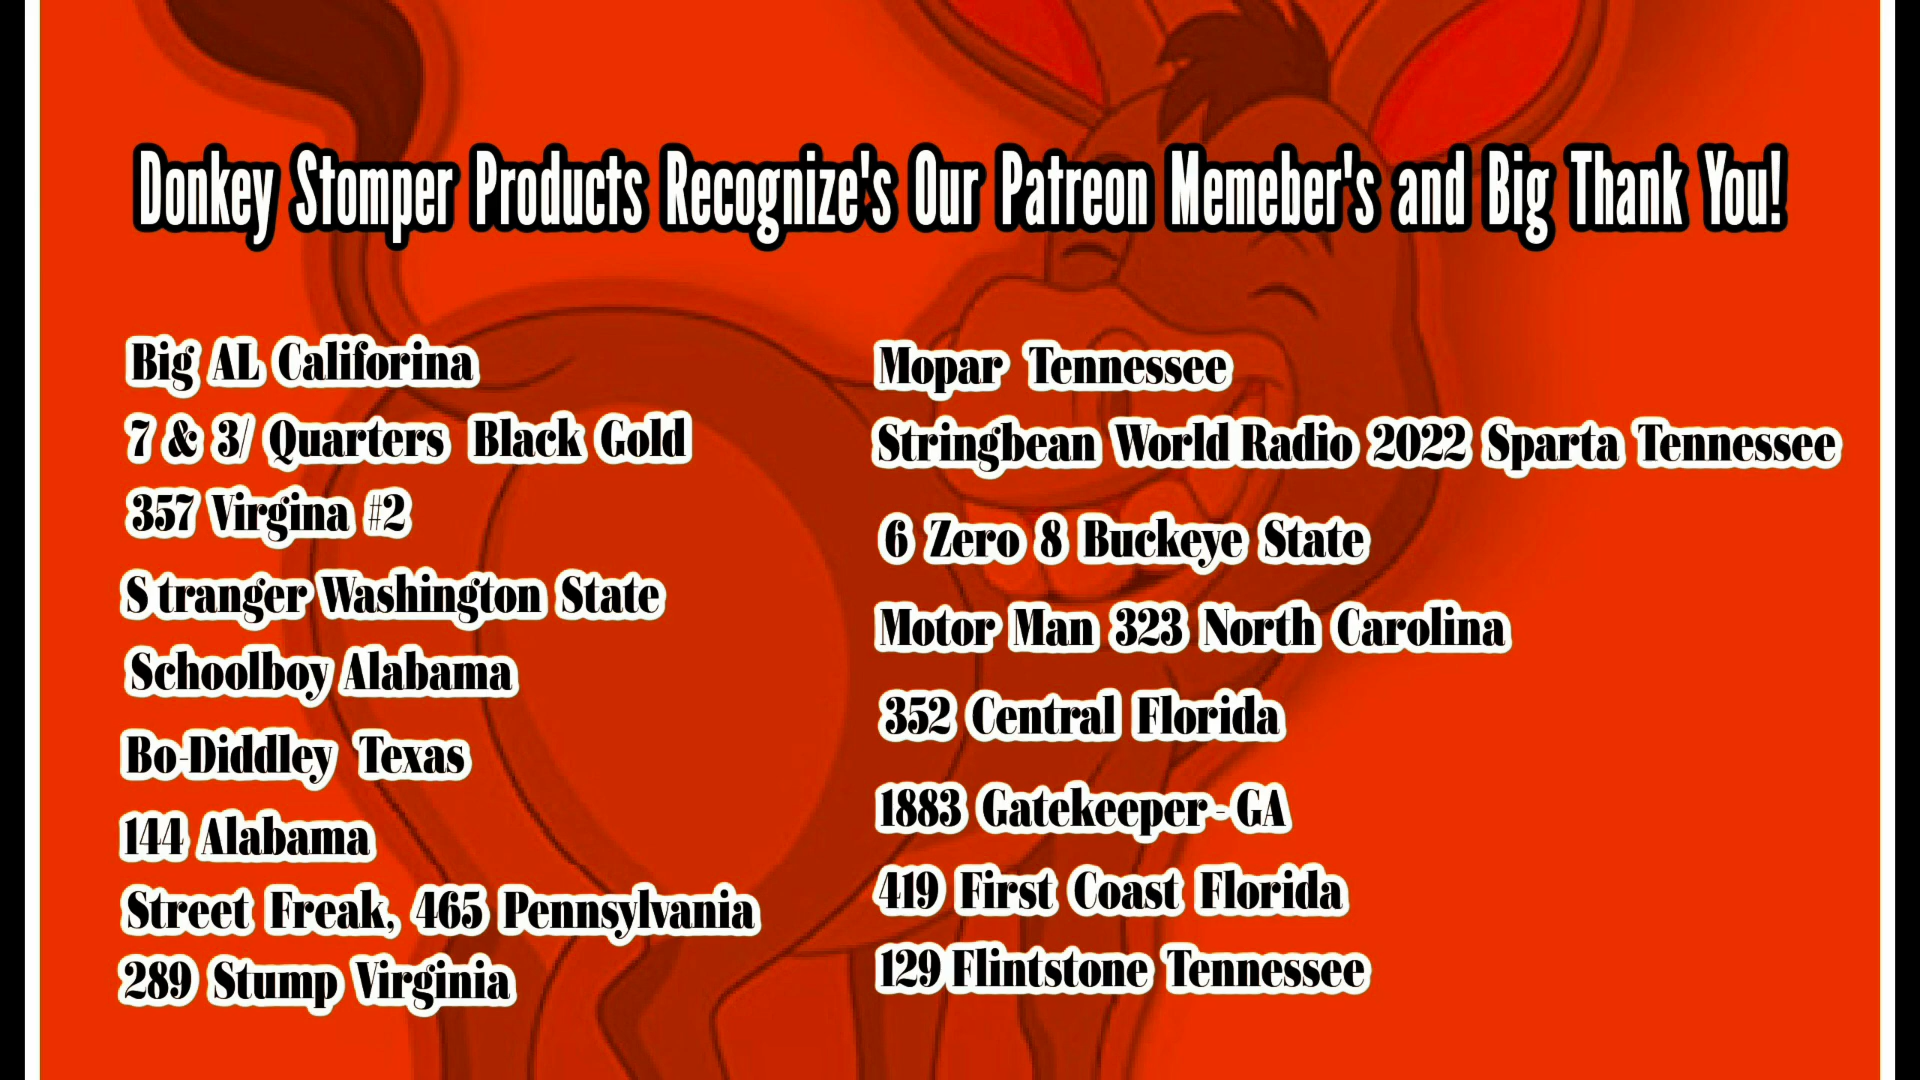 Donkey Stomper Products Recognize's Our Patreon Memeber's and Big Thank You!
Big AL Califorina
7 & 3/ Quarters Black Gold
357 Virgina #2
S tranger Washington State
Schoolboy Alabama
Bo-Diddley Texas
144 Alabama
Street Freak, 465 Pennsylvania
289 Stump Virginia
Mopar Tennessee
Stringbean World Radio 2022 Sparta Tennessee
6 Zero 8 Buckeye State
Motor Man 323 North Carolina
352 Central Florida
1883 Gatekeeper - GA
419 First Coast Florida
129 Flintstone Tennessee